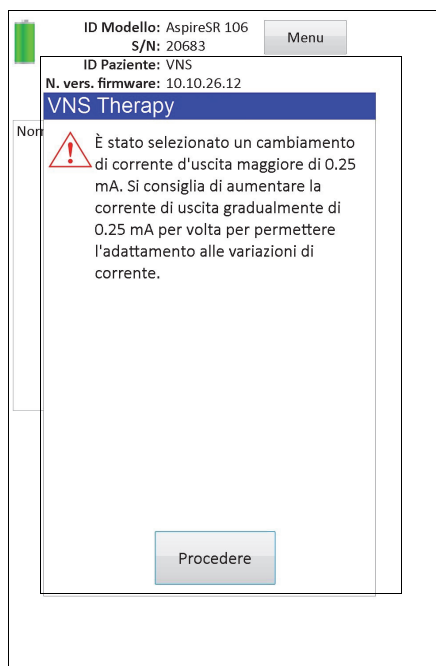 ID Modello: AspireSR 106
Menu
S/N: 20683
ID Paziente: VNS
N. vers. firmware: 10.10.26.12
VNS Therapy
Nor
È stato selezionato un cambiamento
di corrente d'uscita maggiore di 0.25
mA. Si consiglia di aumentare la
corrente di uscita gradualmente di
0.25 mA per volta per permettere
l'adattamento alle variazioni di
corrente.
Procedere